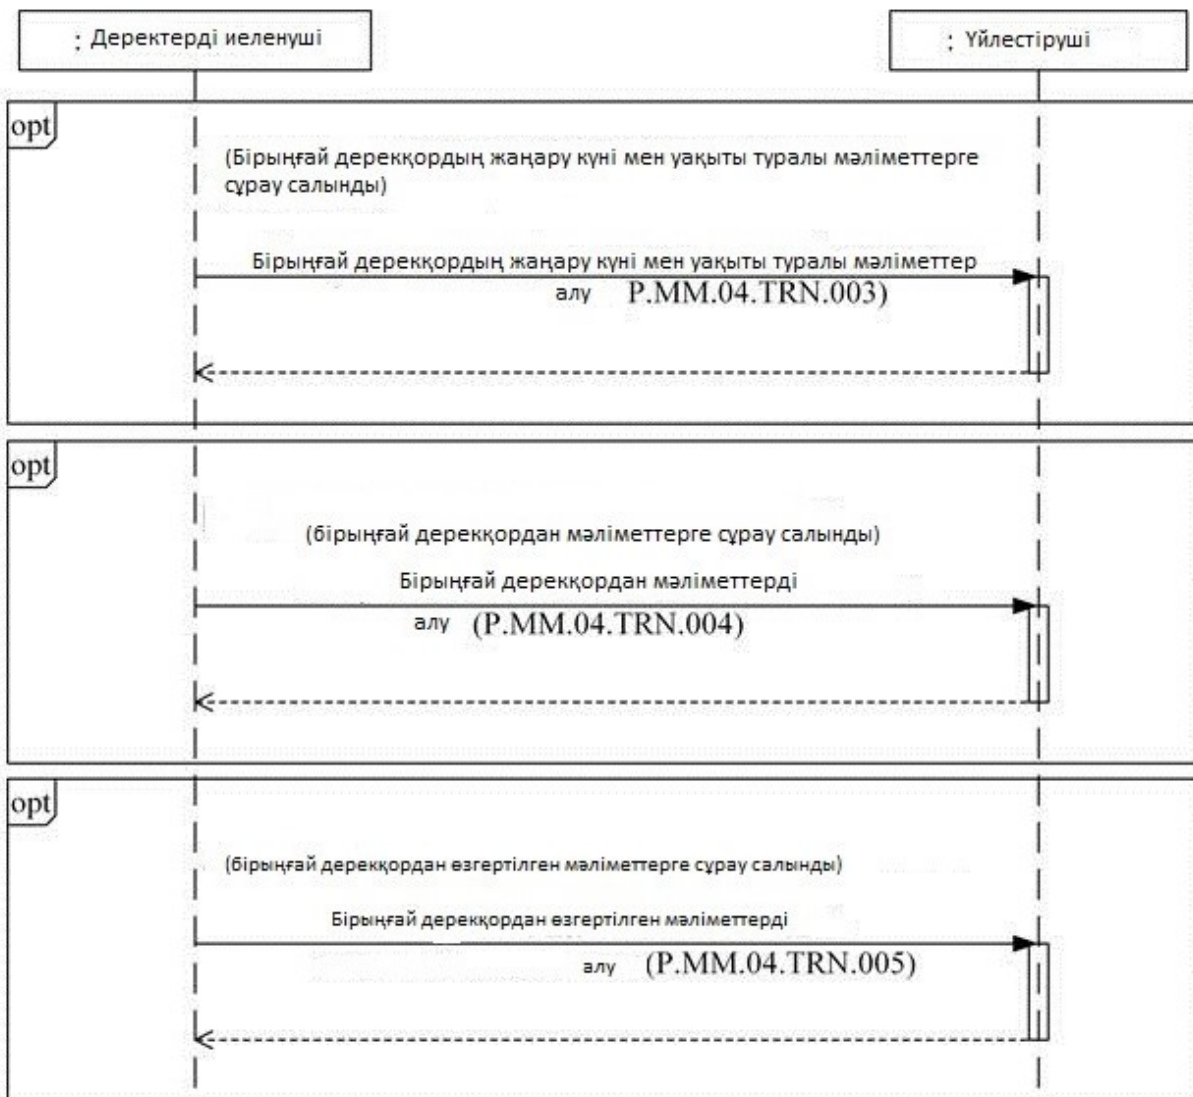 : Деректерді иеленуші
: Үйлестіруші
opt
(Бірыңғай дерекқордың жаңару күні мен уақыты туралы мәліметтерге
сұрау салынды)
Бірыңғай дерекқордың жаңару күні мен уақыты туралы мәліметтер
алу P.MM.04.TRN.003)
opt
(бірыңғай дерекқордан мәліметтерге сұрау салынды)
Бірыңғай дерекқордан мәліметтерді
алу (P.MM.04.TRN.004)
opt
(бірыңғай дерекқордан өзгертілген мәліметтерге сұрау салынды)
Бірыңғай дерекқордан өзгертілген мәліметтерді
алу (P.MM.04.TRN.005)